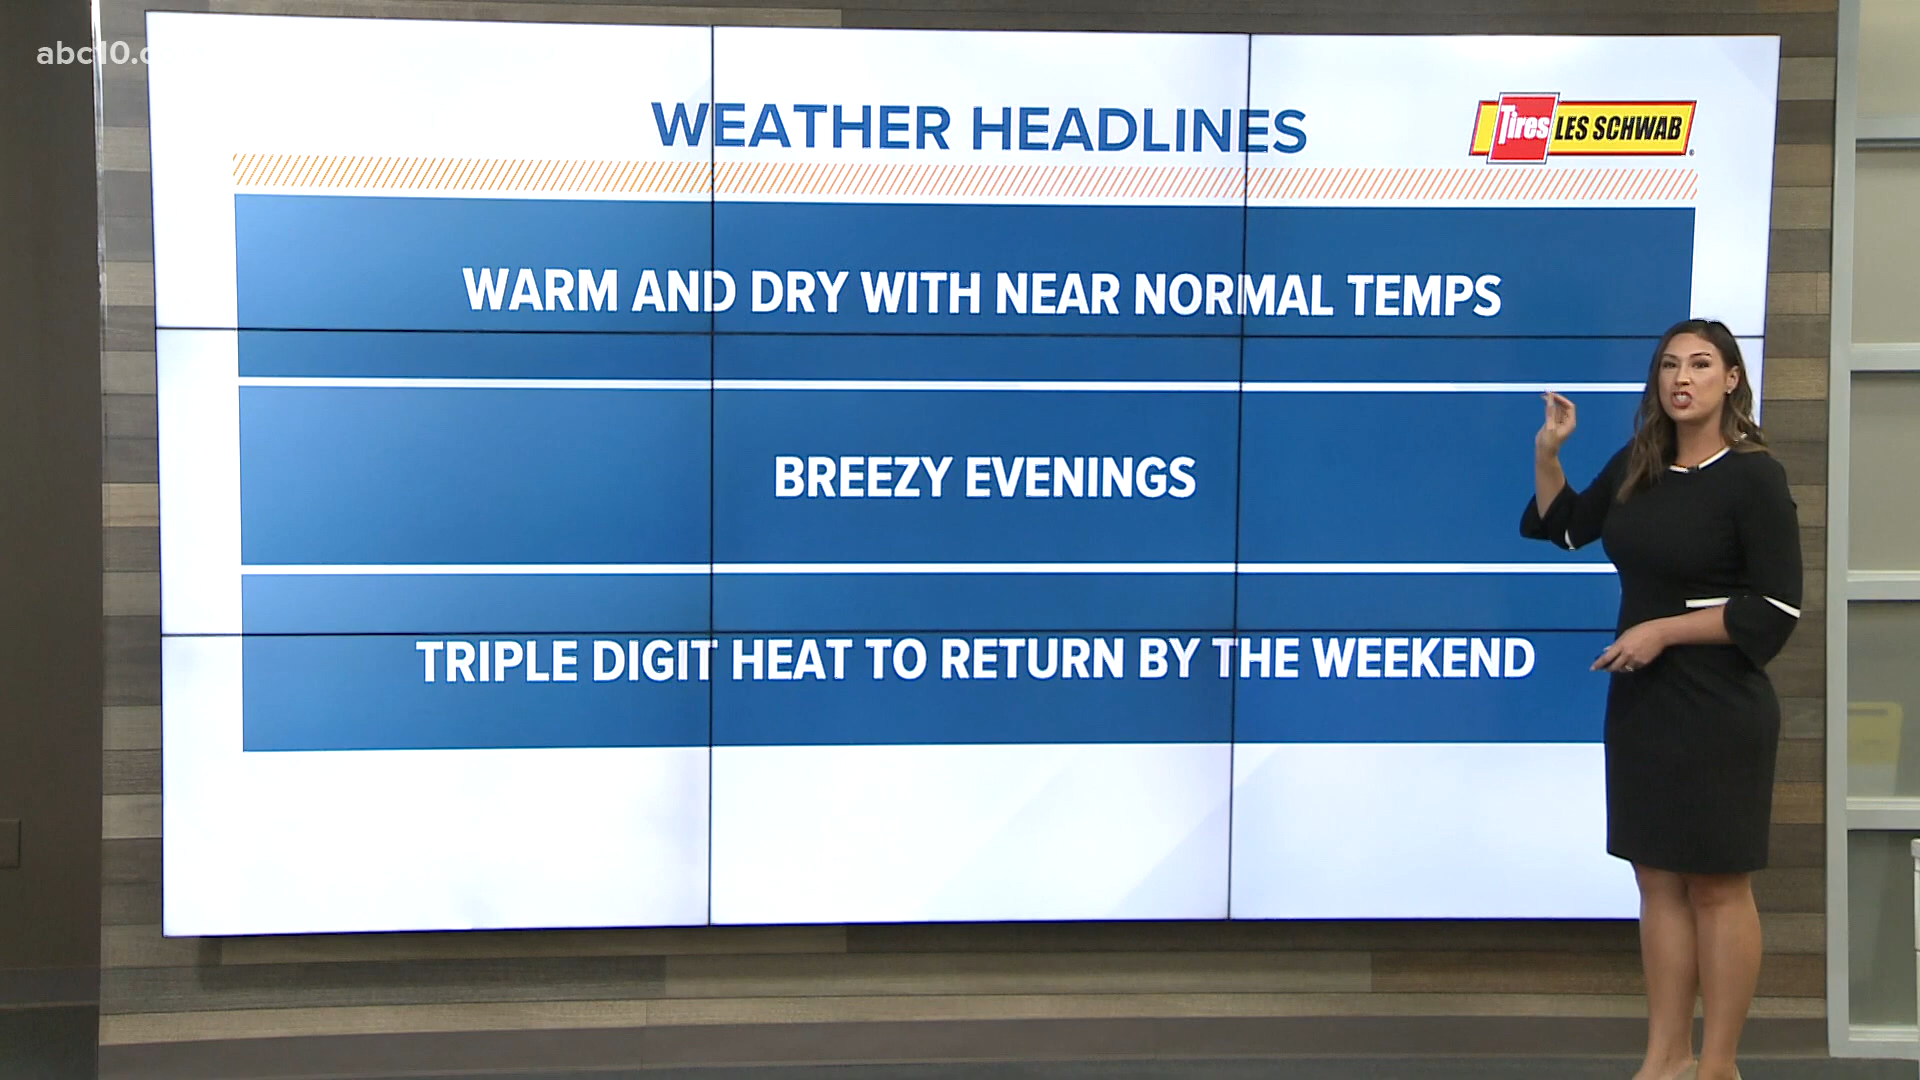 abc10.c
WEATHER HEADLINES
Tires LES SCHWAB
WARM AND DRY WITH NEAR NORMAL TEMPS
BREEZY EVENINGS
TRIPLE DIGIT HEAT TO RETURN BY THE WEEKEND